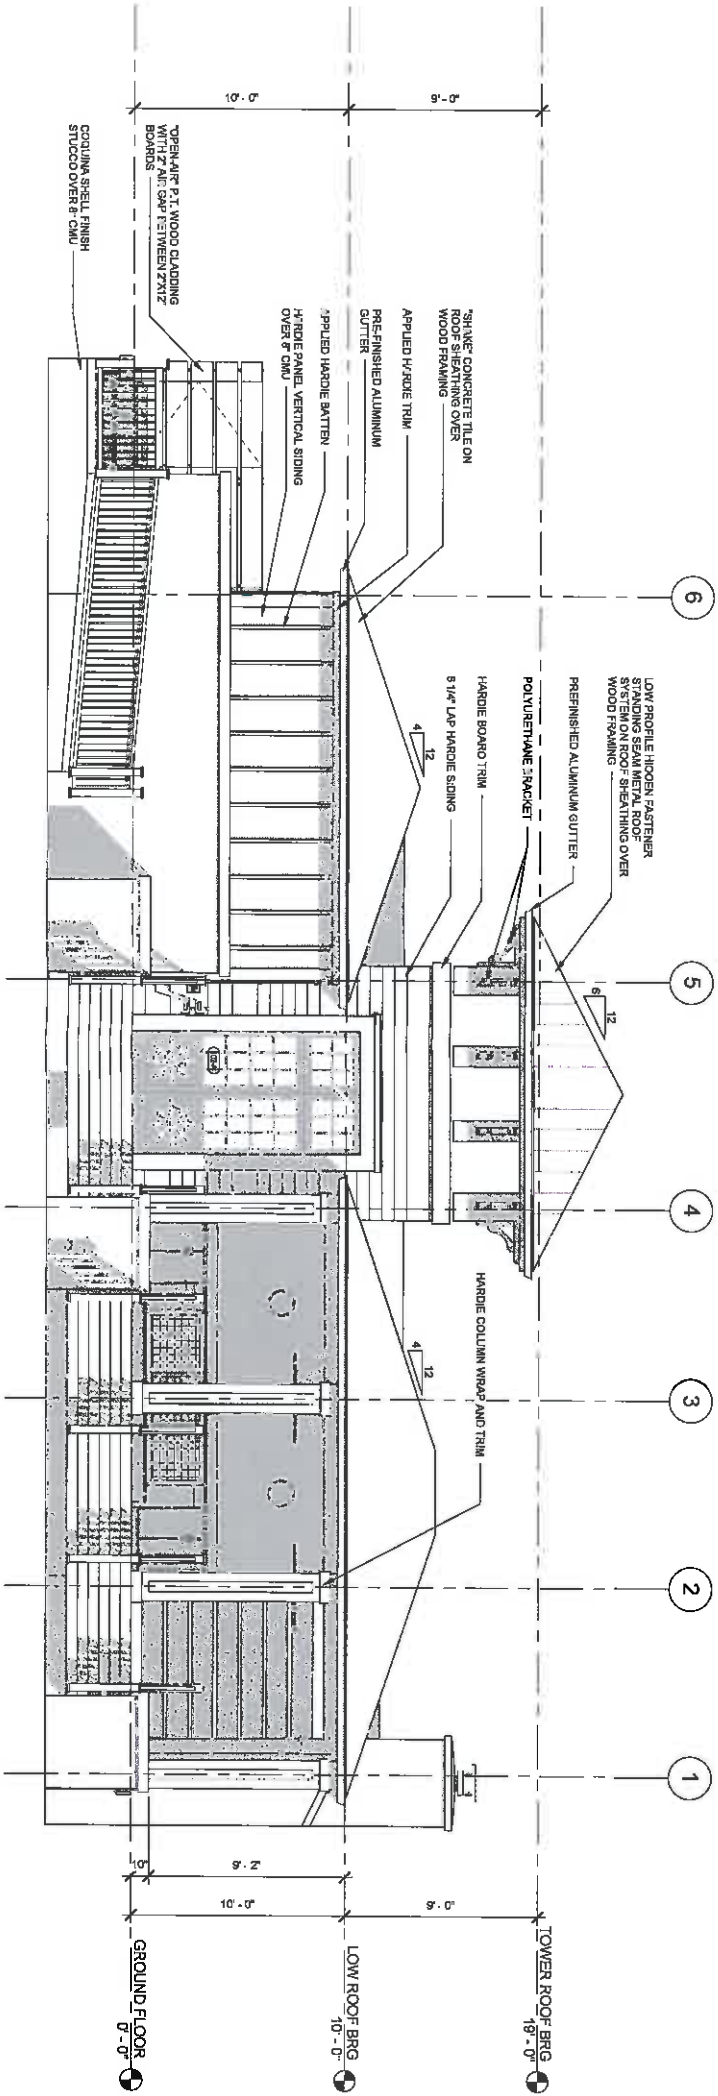 6
5
4
3
2
1
LOW PROFILE HIDDEN FASTENER
STANDING SEAM METAL ROOF
SYSTEM ON ROOF SHEATHING OVER
WOOD FRAMING
PREFINISHED ALUMINUM GUTTER
POLYURETHANE BRACKET
HARDIE BOARD TRIM
8 1/4" LAP HARDIE SIDING
"SHAKE" CONCRETE TILE ON
ROOF SHEATHING OVER
WOOD FRAMING
APPLIED HARDIE TRIM
PRE-FINISHED ALUMINUM
GUTTER
APPLIED HARDIE BATTEN
HARDIE PANEL VERTICAL SIDING
OVER 8" CMU
"OPEN-AIR" P.T. WOOD CLADDING
WITH 2" AIR GAP BETWEEN 2"X12"
BOARDS
COQUINA SHELL FINISH
STUCCO OVER 8" CMU
HARDIE COLUMN WRAP AND TRIM
12
4
12
6
12
4
9' - 0"
10' - 0"
9' - 0"
10' - 0"
9' - 2"
10"
TOWER ROOF BRG
19' - 0"
LOW ROOF BRG
10' - 0"
GROUND FLOOR
0' - 0"